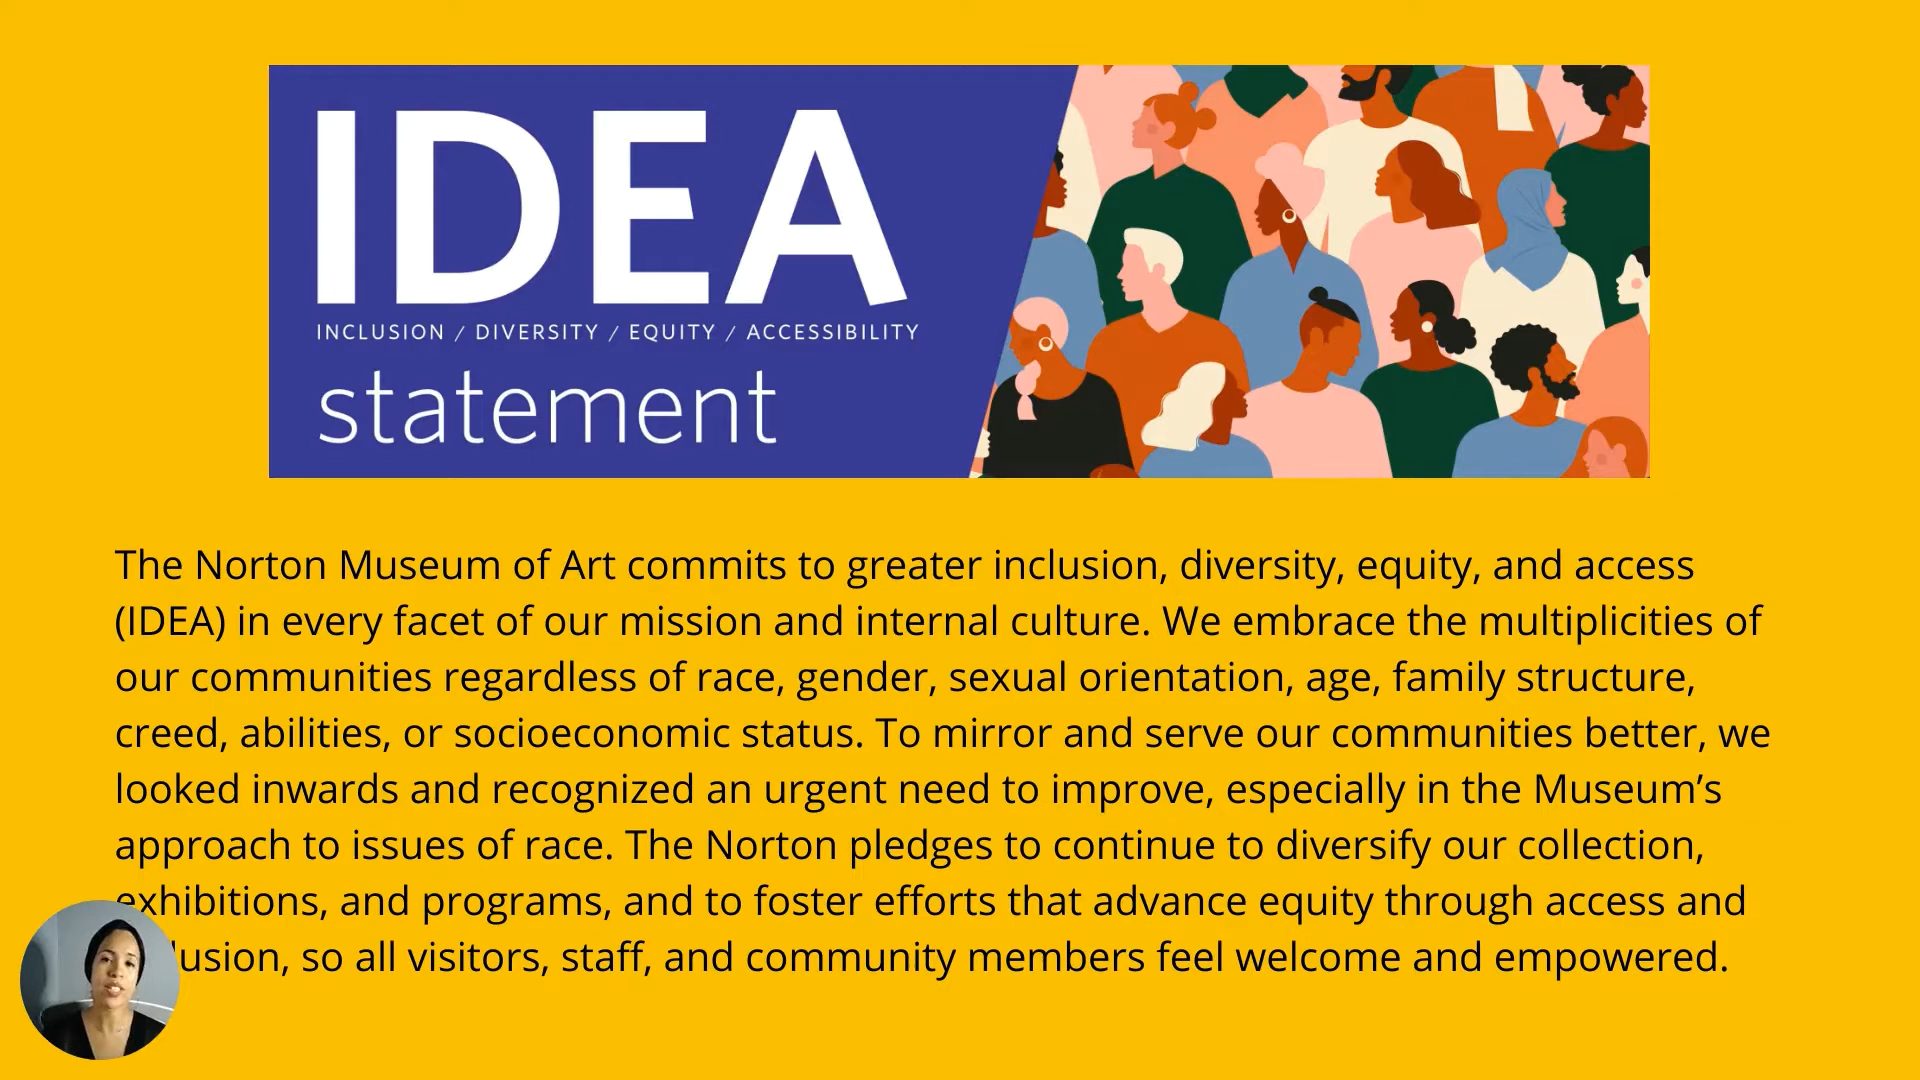 IDEA
INCLUSION / DIVERSITY / EQUITY / ACCESSIBILITY
statement
The Norton Museum of Art commits to greater inclusion, diversity, equity, and access
(IDEA) in every facet of our mission and internal culture. We embrace the multiplicities of
our communities regardless of race, gender, sexual orientation, age, family structure,
creed, abilities, or socioeconomic status. To mirror and serve our communities better, we
looked inwards and recognized an urgent need to improve, especially in the Museum’s
approach to issues of race. The Norton pledges to continue to diversify our collection,
exhibitions, and programs, and to foster efforts that advance equity through access and
lusion, so all visitors, staff, and community members feel welcome and empowered.